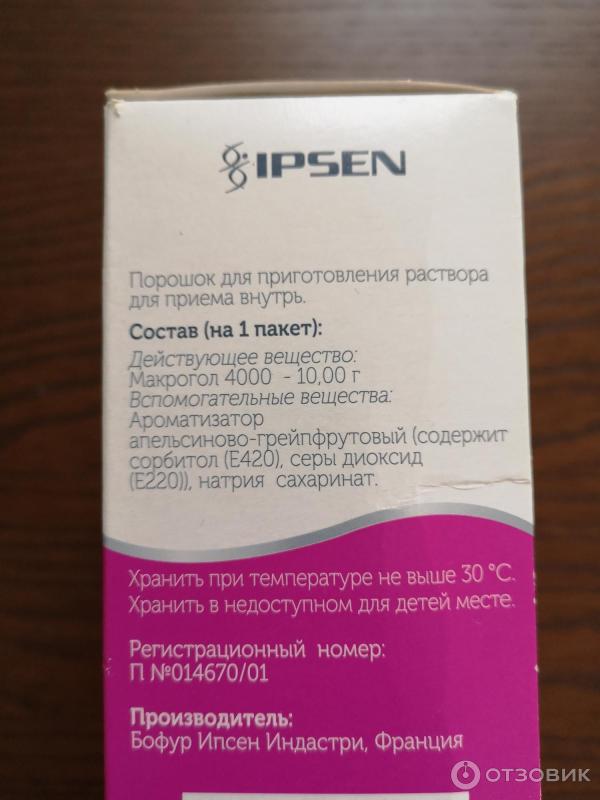 IPSEN
Порошок для приготовления раствора
для приема внутрь.
Состав (на 1 пакет):
Действующее вещество:
Макрогол 4000 - 10,00 г
Вспомогательные вещества:
Ароматизатор
апельсиново-грейпфрутовый (содержит
сорбитол (Е420), серы диоксид
(Е220)), натрия сахаринат.
Хранить при температуре не выше 30 °С.
Хранить в недоступном для детей месте.
Регистрационный номер:
П №014670/01
Производитель:
Бофур Ипсен Индастри, Франция
ОТЗОВИК